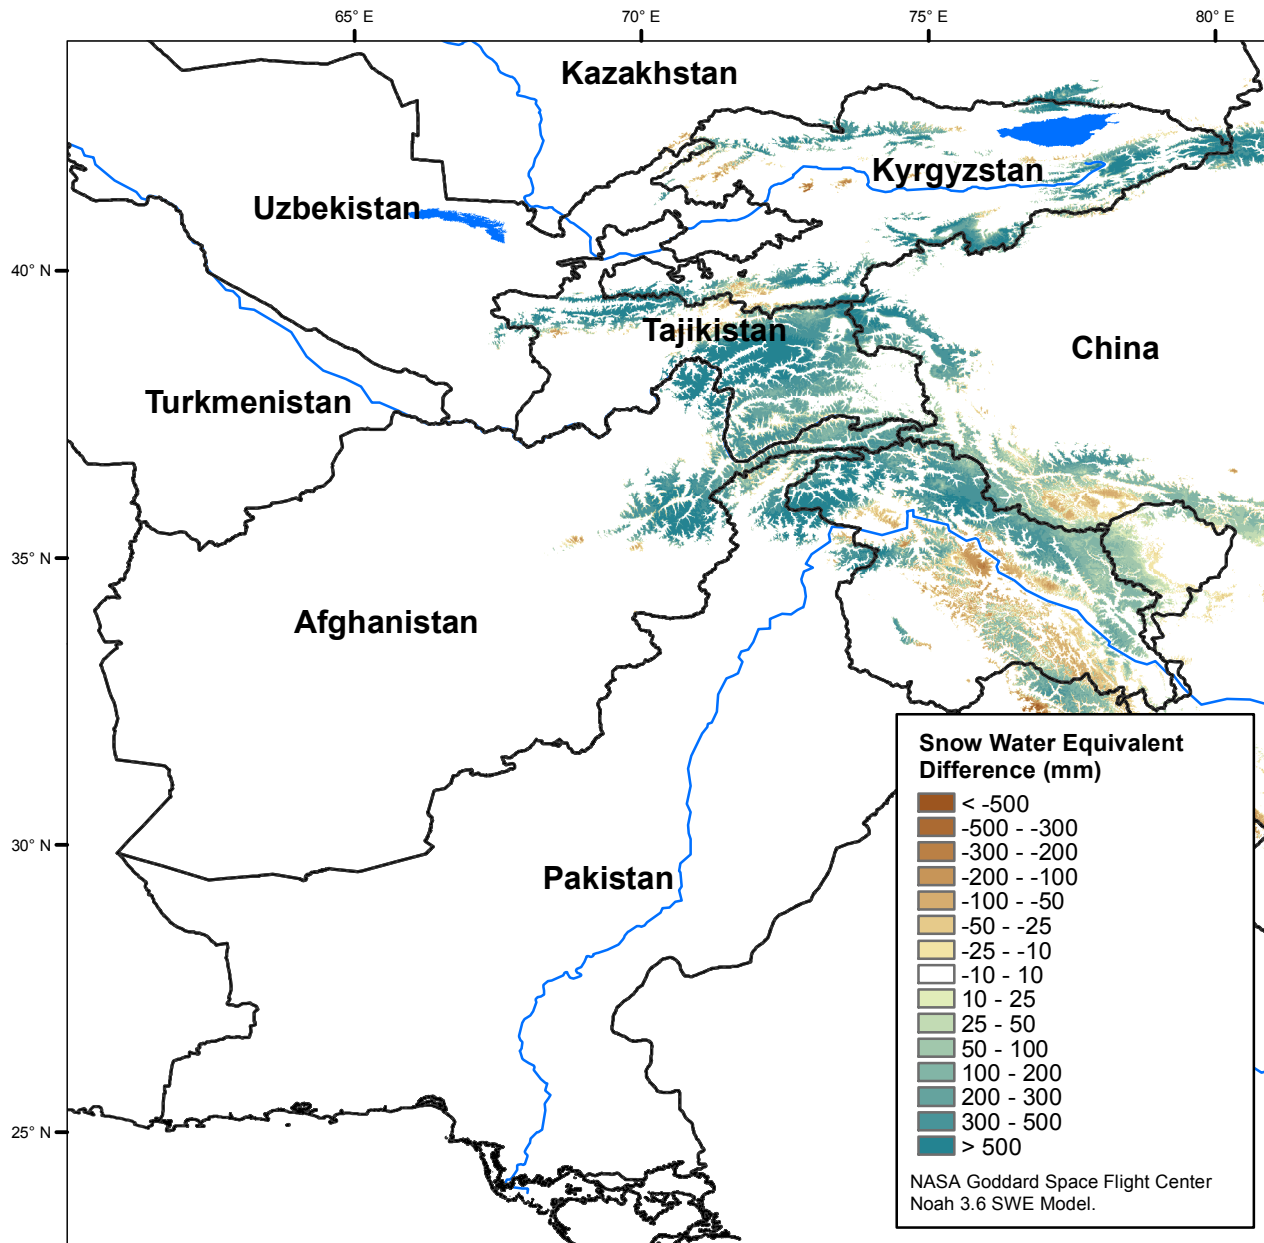 65° E
70° E
75° E
80° E
Kazakhstan
Kyrgyzstan
Uzbekistan
40° N
Tajikistan
China
Turkmenistan
35° N
Afghanistan
Snow Water Equivalent
Difference (mm)
< -500
-500 - -300
-300 - -200
-200 - -100
-100 - -50
-50 - -25
-25 - -10
-10 - 10
10 - 25
25 - 50
50 - 100
100 - 200
200 - 300
300 - 500
> 500
30° N
Pakistan
25° N
NASA Goddard Space Flight Center
Noah 3.6 SWE Model.